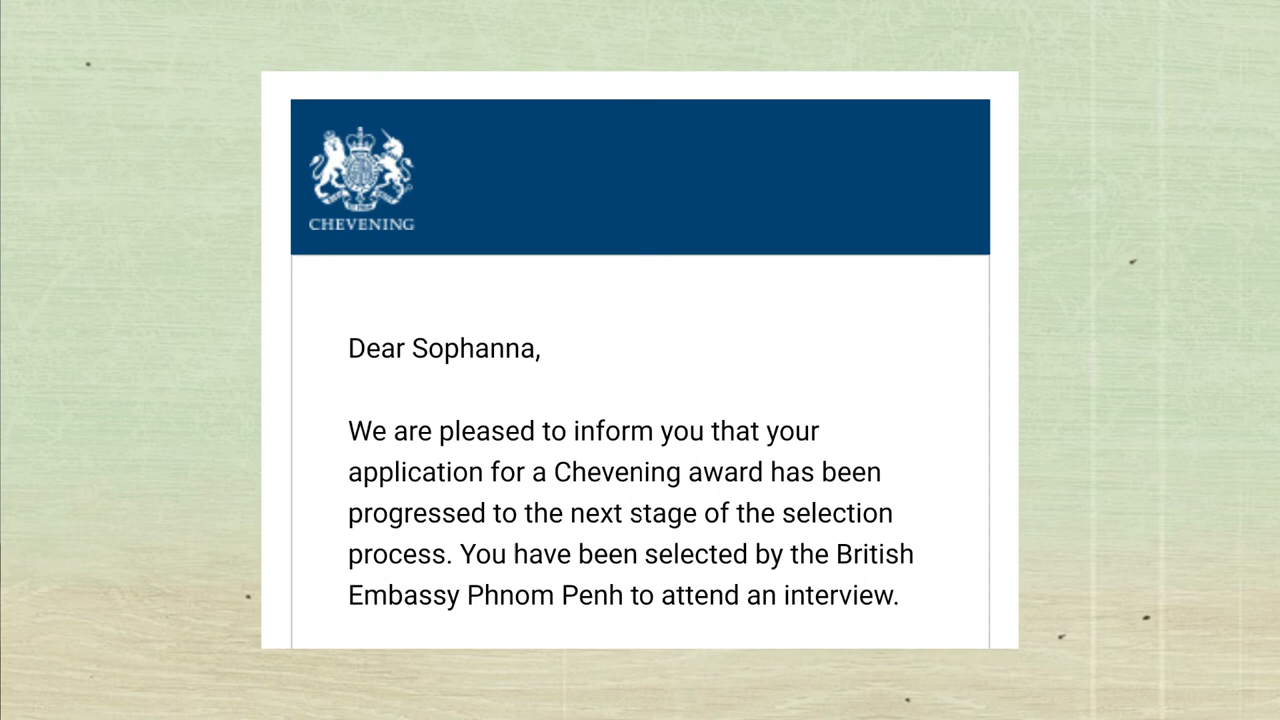 CHEVENING
Dear Sophanna,
We are pleased to inform you that your
application for a Chevening award has been
progressed to the next stage of the selection
process. You have been selected by the British
Embassy Phnom Penh to attend an interview.